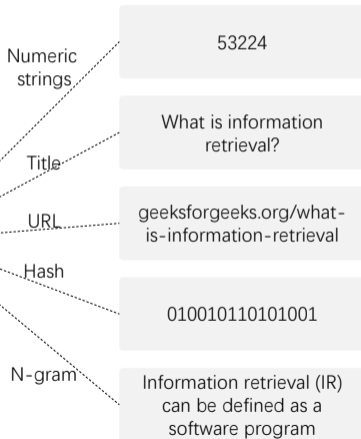 Numeric
strings
53224
Title
What is information
retrieval?
URL
geeksforgeeks.org/what-
is-information-retrieval
Hash
010010110101001
N-gram
Information retrieval (IR)
can be defined as a
software program